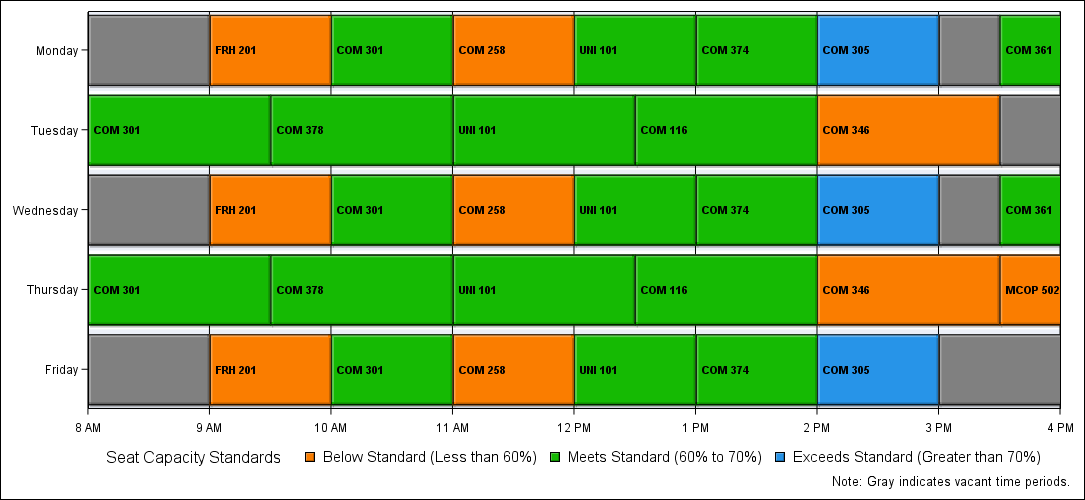 Monday FRH 201 COM 301 COM 258 UNI 101 COM 374 COM 305 COM 361
Tuesday COM 301 COM 378 UNI 101 COM 116 COM 346
Wednesday FRH 201 COM 301 COM 258 UNI 101 COM 374 COM 305 COM 361
Thursday COM 301 COM 378 UNI 101 COM 116 COM 346 MCOP 502
Friday FRH 201 COM 301 COM 258 UNI 101 COM 374 COM 305
8 AM 9 AM 10 AM 11 AM 12 PM 1 PM 2 PM 3 PM 4 PM
Seat Capacity Standards Below Standard (Less than 60%) Meets Standard (60% to 70%) Exceeds Standard (Greater than 70%)
Note: Gray indicates vacant time periods.